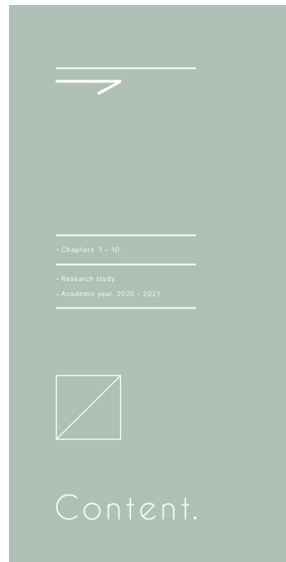 • Chapters 1 - 10.
• Research study.
• Academic year. 2020 - 2021
Content.